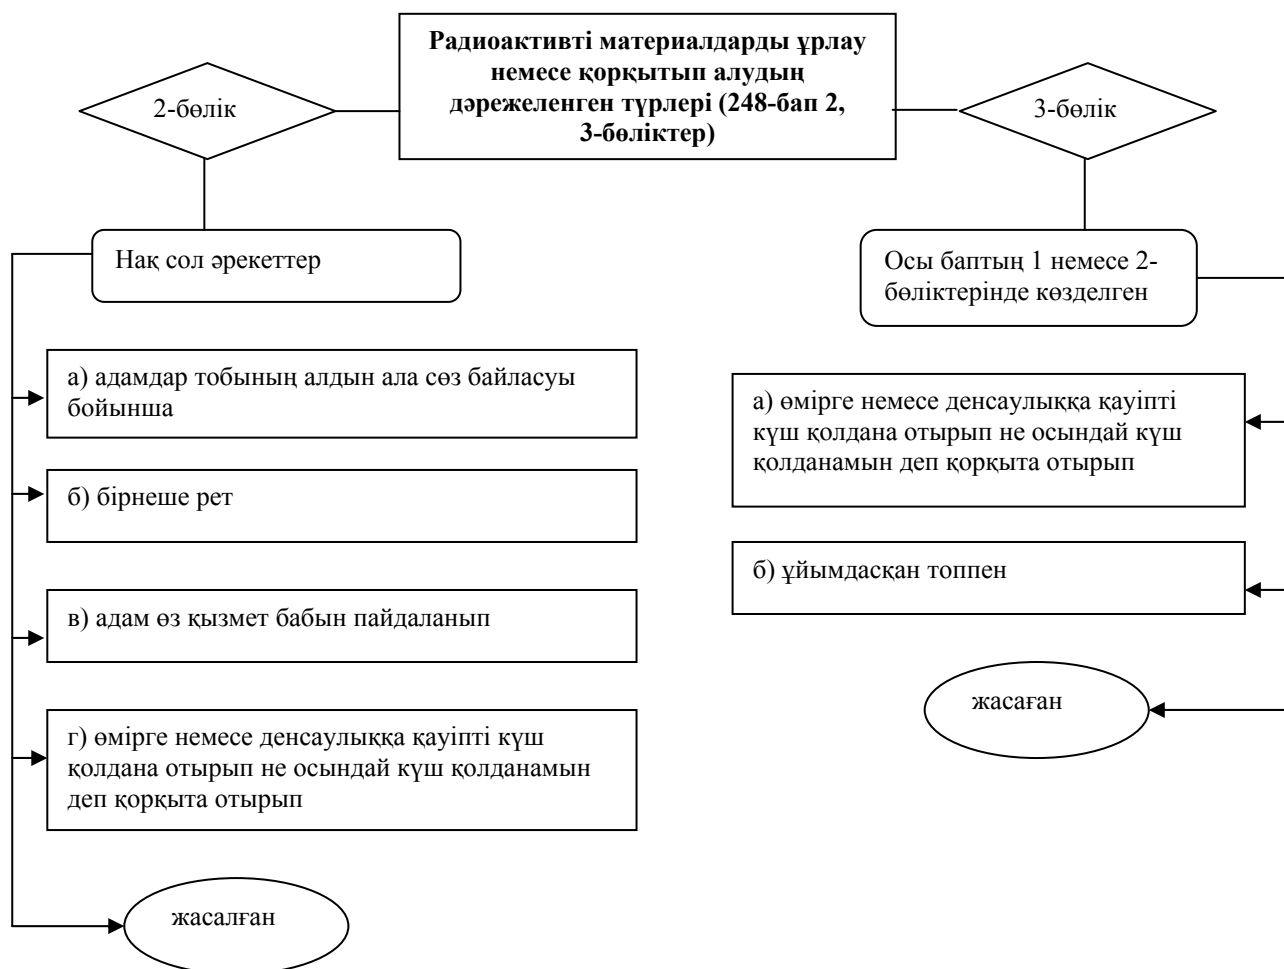 Радиоактивті материалдарды ұрлау
немесе қорқытып алудың
дәрежеленген түрлері (248-бап 2,
3-бөліктер)
2-бөлік
3-бөлік
Нақ сол әрекеттер
а) адамдар тобының алдын ала сөз байласуы
бойынша
б) бірнеше рет
в) адам өз қызмет бабын пайдаланып
г) өмірге немесе денсаулыққа қауіпті күш
қолдана отырып не осындай күш қолданамын
деп қорқыта отырып
жасалған
Осы баптың 1 немесе 2-
бөліктерінде көзделген
а) өмірге немесе денсаулыққа қауіпті
күш қолдана отырып не осындай күш
қолданамын деп қорқыта отырып
б) ұйымдасқан топпен
жасаған